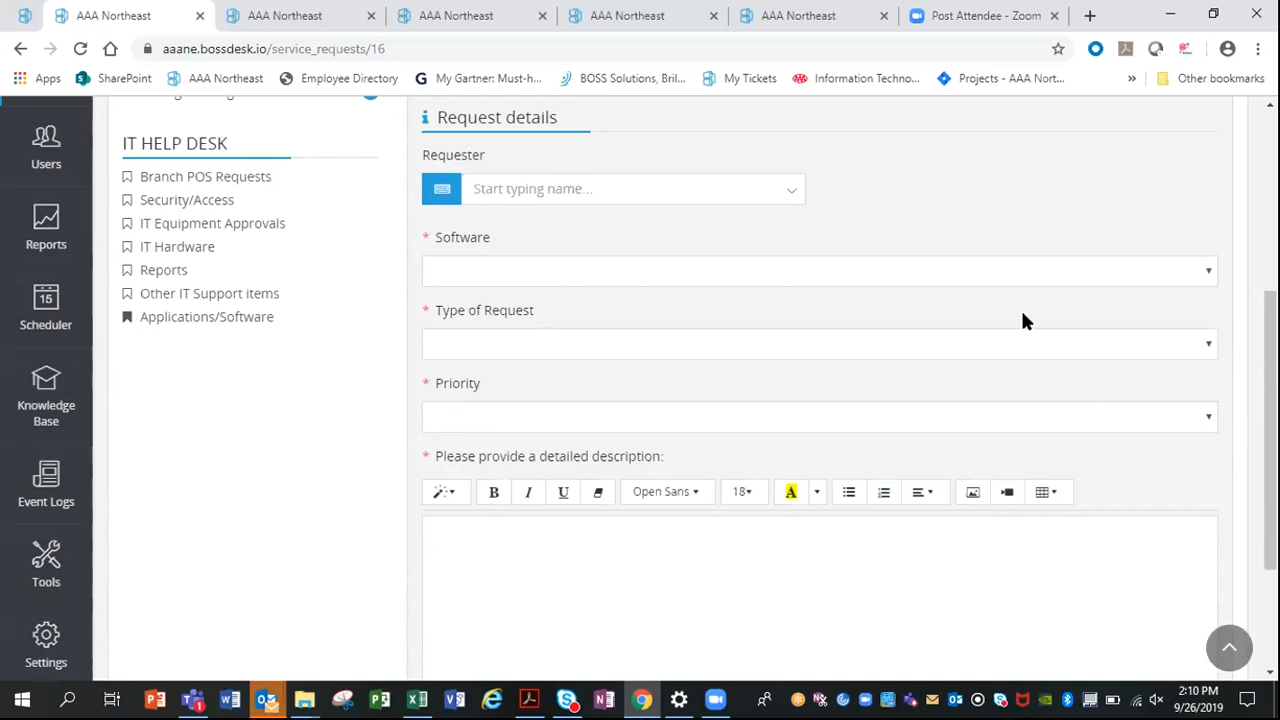 AAA Northeast
AAA Northeast
AAA Northeast
AAA Northeast
AAA Northeast
Post Attendee - Zoom
aaane.bossdesk.io/service_requests/16
Apps
SharePoint
AAA Northeast
Employee Directory
My Gartner: Must-h...
BOSS Solutions, Bril...
My Tickets
Information Techno...
Projects - AAA Nort...
»
Other bookmarks
Users
Reports
15
Scheduler
Knowledge
Base
Event Logs
Tools
Settings
IT HELP DESK
Branch POS Requests
Security/Access
IT Equipment Approvals
IT Hardware
Reports
Other IT Support items
Applications/Software
Request details
Requester
Start typing name...
* Software
* Type of Request
* Priority
* Please provide a detailed description:
B I U Open Sans 18 A
2:10 PM
9/26/2019